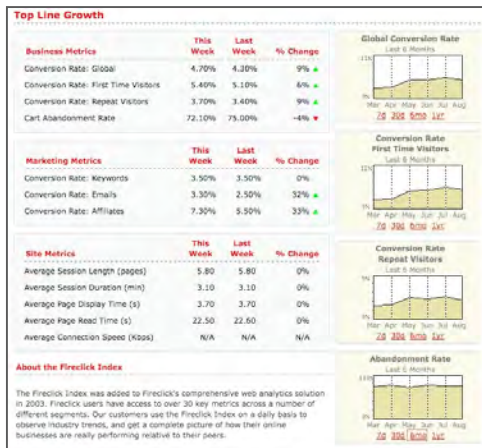 Top Line Growth
Business Metrics This Week Last Week % Change
Conversion Rate: Global 4.70% 4.30% 9%
Conversion Rate: First Time Visitors 5.40% 5.10% 6%
Conversion Rate: Repeat Visitors 3.70% 3.40% 9%
Cart Abandonment Rate 72.10% 75.00% -4%
Marketing Metrics This Week Last Week % Change
Conversion Rate: Keywords 3.50% 3.50% 0%
Conversion Rate: Emails 3.30% 2.50% 32%
Conversion Rate: Affiliates 7.30% 5.50% 33%
Site Metrics This Week Last Week % Change
Average Session Length (pages) 5.80 5.80 0%
Average Session Duration (min) 3.10 3.10 0%
Average Page Display Time (s) 3.70 3.70 0%
Average Page Read Time (s) 22.50 22.60 0%
Average Connection Speed (Kbps) N/A N/A N/A
About the Fireclick Index
The Fireclick Index was added to Fireclick's comprehensive web analytics solution
in 2003. Fireclick users have access to over 30 key metrics across a number of
different segments. Our customers use the Fireclick Index on a daily basis to
observe industry trends, and get a complete picture of how their online
businesses are really performing relative to their peers.
Global Conversion Rate
Last 6 Months
Mar Apr May Jun Jul Aug
7d 30d 6mo 1yr
Conversion Rate
First Time Visitors
Last 6 Months
Mar Apr May Jun Jul Aug
7d 30d 6mo 1yr
Conversion Rate
Repeat Visitors
Last 6 Months
Mar Apr May Jun Jul Aug
7d 30d 6mo 1yr
Abandonment Rate
Last 6 Months
Mar Apr May Jun Jul Aug
7d 30d 6mo 1yr